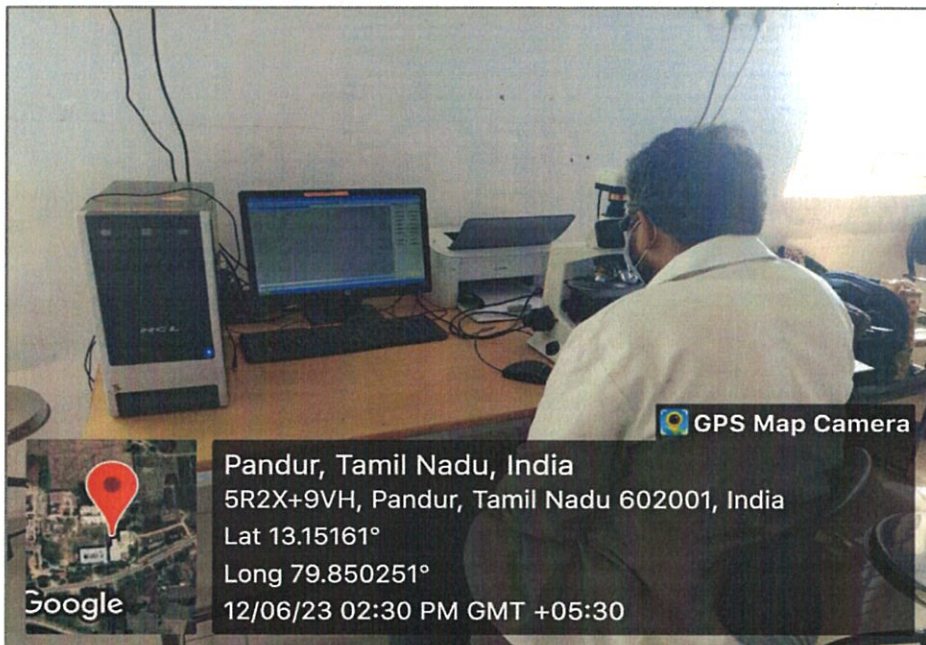 HCL
GPS Map Camera
Pandur, Tamil Nadu, India
5R2X+9VH, Pandur, Tamil Nadu 602001, India
Lat 13.15161°
Long 79.850251°
12/06/23 02:30 PM GMT +05:30
Google